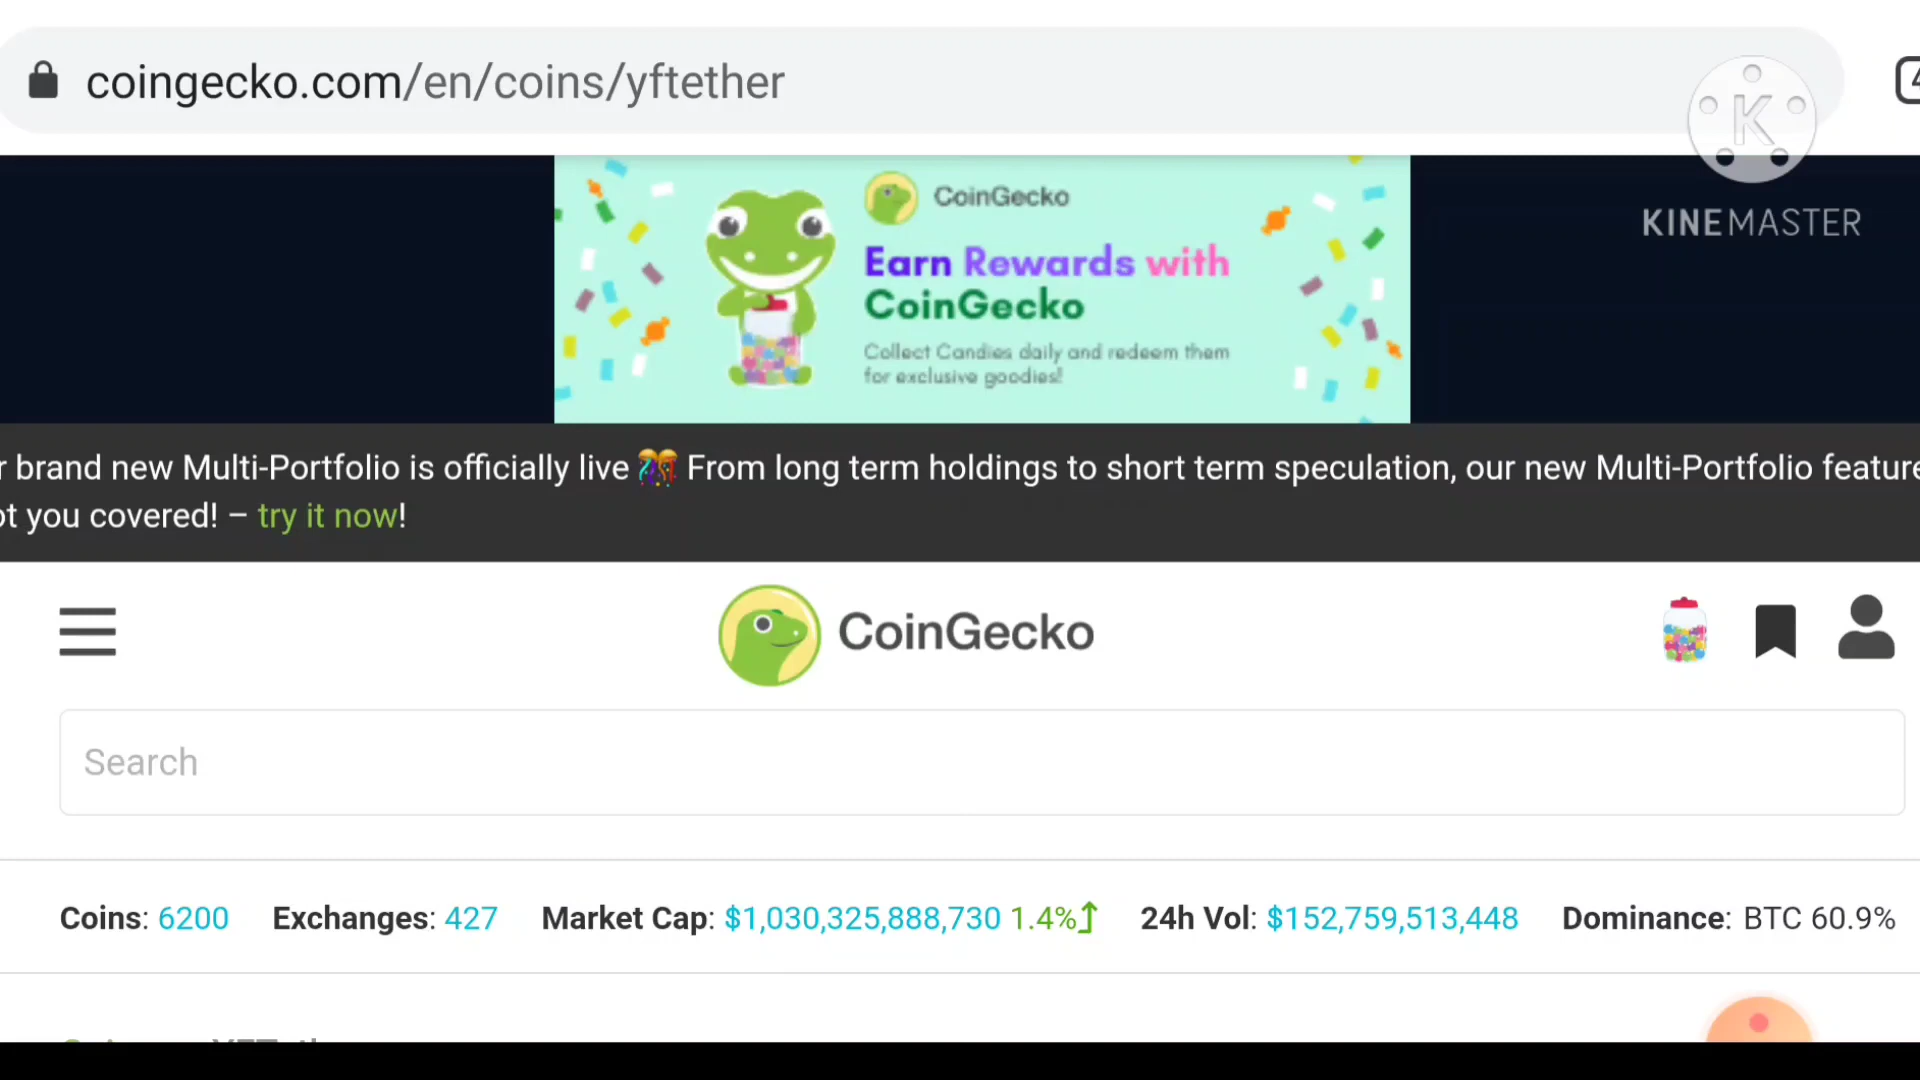 coingecko.com/en/coins/yftether
K
KINEMASTER
CoinGecko
Earn Rewards with
CoinGecko
Collect Candies daily and redeem them
for exclusive goodies!
brand new Multi-Portfolio is officially live 🎊 From long term holdings to short term speculation, our new Multi-Portfolio feature
you covered! – try it now!
CoinGecko
Search
Coins: 6200 Exchanges: 427 Market Cap: $1,030,325,888,730 1.4% 24h Vol: $152,759,513,448 Dominance: BTC 60.9%